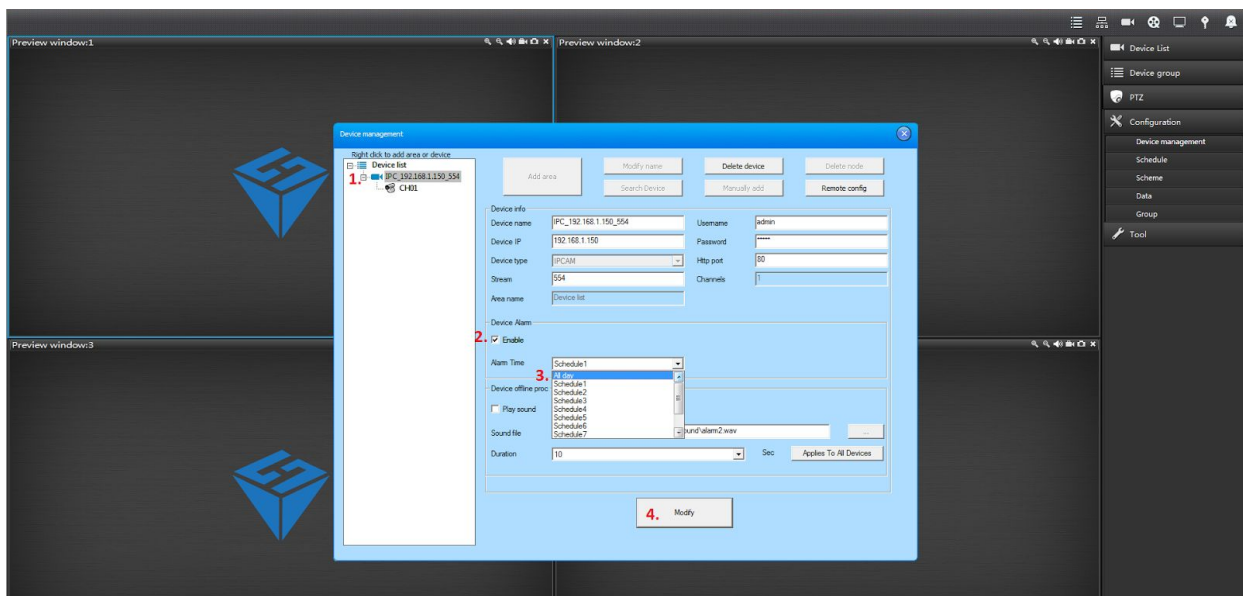 Preview window:1
Preview window:2
Device List
Device group
PTZ
Configuration
Device management
Schedule
Scheme
Data
Group
Tool
Device management
Right click to add area or device
Device list
1. IPC_192.168.1.150_554
CH01
Add area
Modify name
Delete device
Delete node
Search Device
Manually add
Remote config
Device info
Device name IPC_192.168.1.150_554 Username admin
Device IP 192.168.1.150 Password *****
Device type IPCAM Http port 80
Stream 554 Channels 1
Area name Device list
Device Alarm
2. Enable
Alarm Time Schedule1
3. All day
Schedule1
Schedule2
Schedule3
Schedule4
Schedule5
Schedule6
Schedule7
Device offline proc
Play sound
Sound file und\alarm2.wav ...
Duration 10 Sec Applies To All Devices
4. Modify
Preview window:3